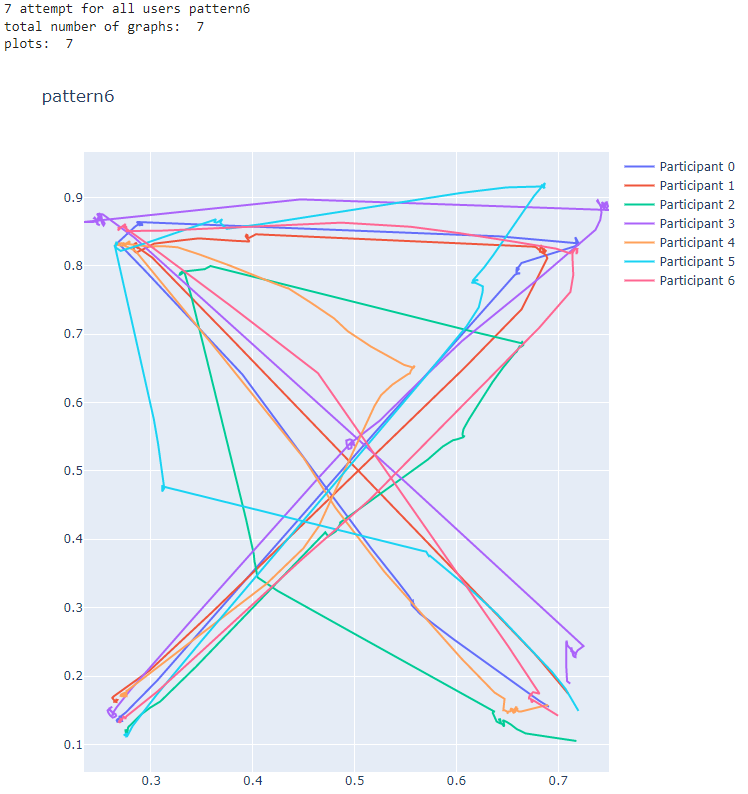 7 attempt for all users pattern6
total number of graphs:  7
plots:  7
pattern6
Participant 0
Participant 1
Participant 2
Participant 3
Participant 4
Participant 5
Participant 6
0.9
0.8
0.7
0.6
0.5
0.4
0.3
0.2
0.1
0.3 0.4 0.5 0.6 0.7